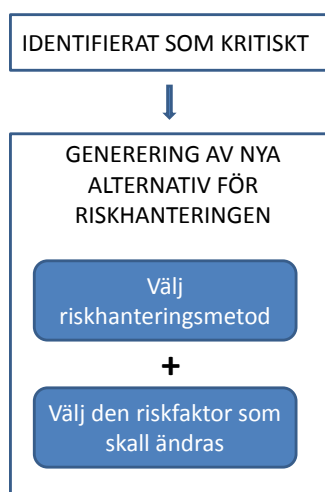 IDENTIFIERAT SOM KRITISKT
GENERERING AV NYA
ALTERNATIV FÖR
RISKHANTERINGEN
Välj
riskhanteringsmetod
+
Välj den riskfaktor som
skall ändras